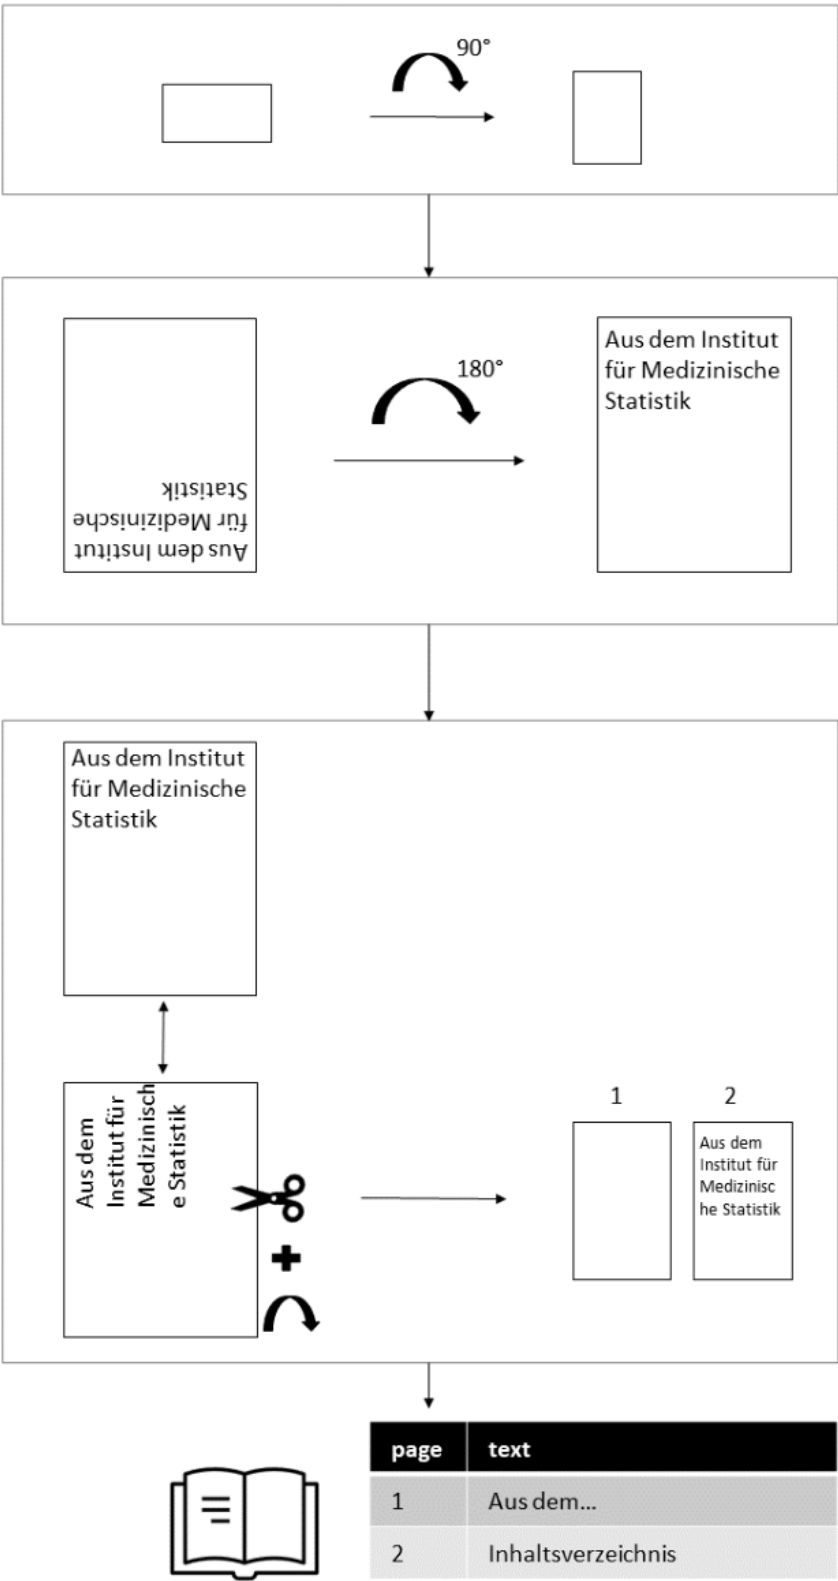 90°
180°
Aus dem Institut
für Medizinische
Statistik
Aus dem Institut
für Medizinische
Statistik
Aus dem Institut
für Medizinische
Statistik
Aus dem
Institut für
Medizinisch
e Statistik
1
2
Aus dem
Institut für
Medizinisc
he Statistik
page text
1 Aus dem...
2 Inhaltsverzeichnis